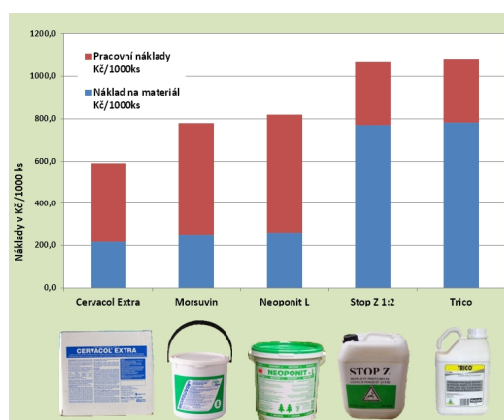 1200,0
1000,0
800,0
600,0
400,0
200,0
0,0
Náklady v Kč/1000 ks
Pracovní náklady
Kč/1000ks
Náklad na materiál
Kč/1000ks
Cervacol Extra
Morsuvin
Neoponit L
Stop Z 1:2
Trico
CERVACOL EXTRA
NEOPONIT - L
STOP Z
TRICO